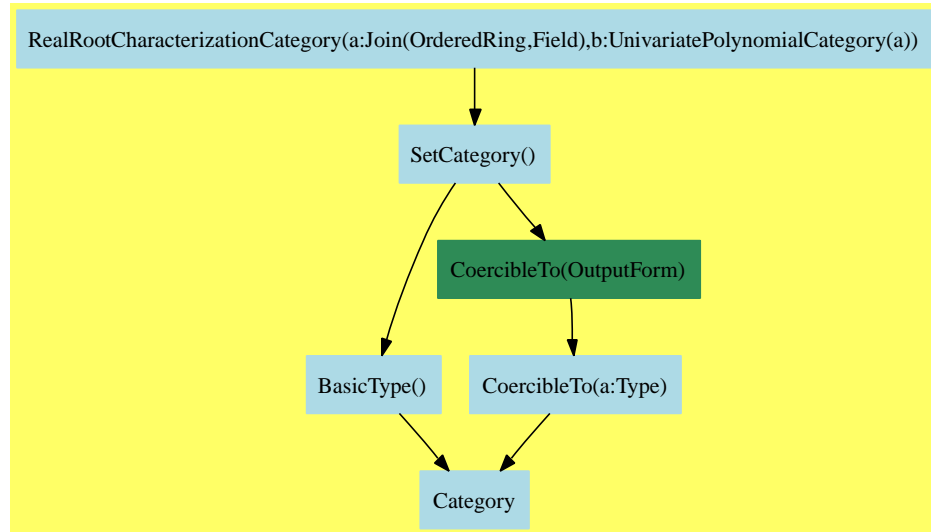 RealRootCharacterizationCategory(a:Join(OrderedRing,Field),b:UnivariatePolynomialCategory(a))
SetCategory()
CoercibleTo(OutputForm)
BasicType()
CoercibleTo(a:Type)
Category